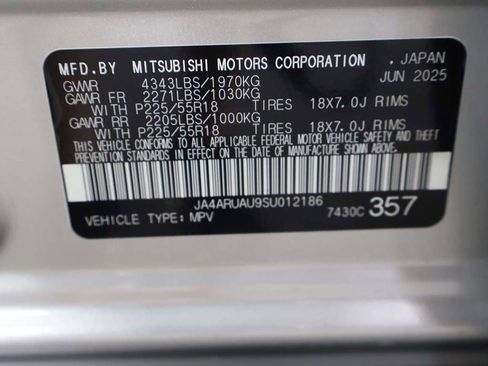 MFD.BY MITSUBISHI MOTORS CORPORATION . JAPAN
GVWR 4343LBS/1970KG JUN 2025
GAWR FR 2271LBS/1030KG
WITH P225/55R18 TIRES 18X7.0J RIMS
GAWR RR 2205LBS/1000KG
WITH P225/55R18 TIRES 18X7.0J RIMS
THIS VEHICLE CONFORMS TO ALL APPLICABLE FEDERAL MOTOR VEHICLE SAFETY AND THEFT
PREVENTION STANDARDS IN EFFECT ON THE DATE OF MANUFACTURE SHOWN ABOVE.
JA4ARUAU9SU012186
VEHICLE TYPE: MPV 7430C 357